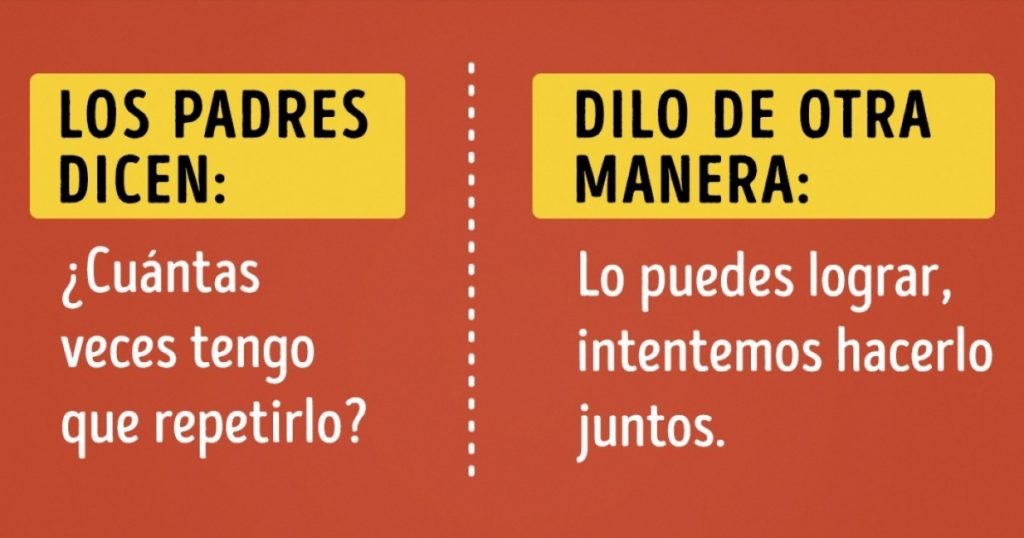 LOS PADRES
DICEN:
¿Cuántas
veces tengo
que repetirlo?
DILO DE OTRA
MANERA:
Lo puedes lograr,
intentemos hacerlo
juntos.